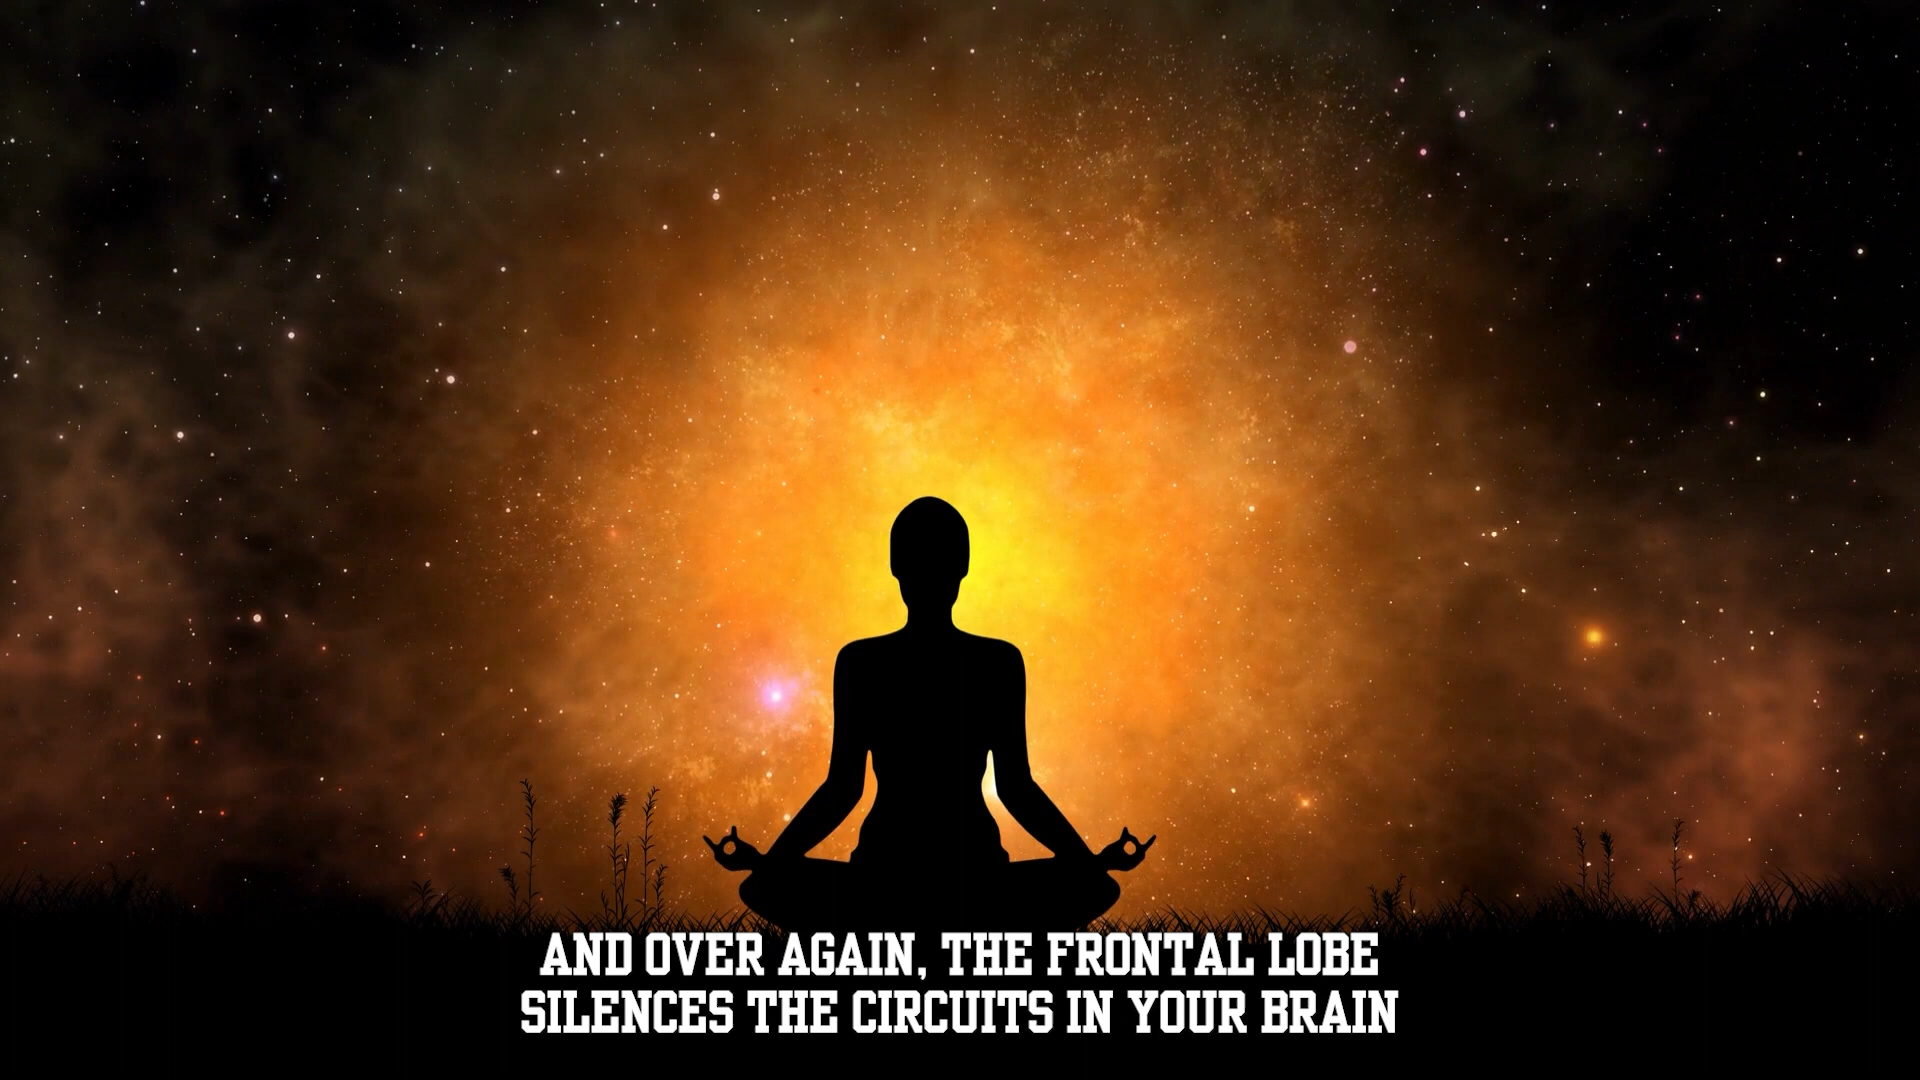 AND OVER AGAIN, THE FRONTAL LOBE
SILENCES THE CIRCUITS IN YOUR BRAIN